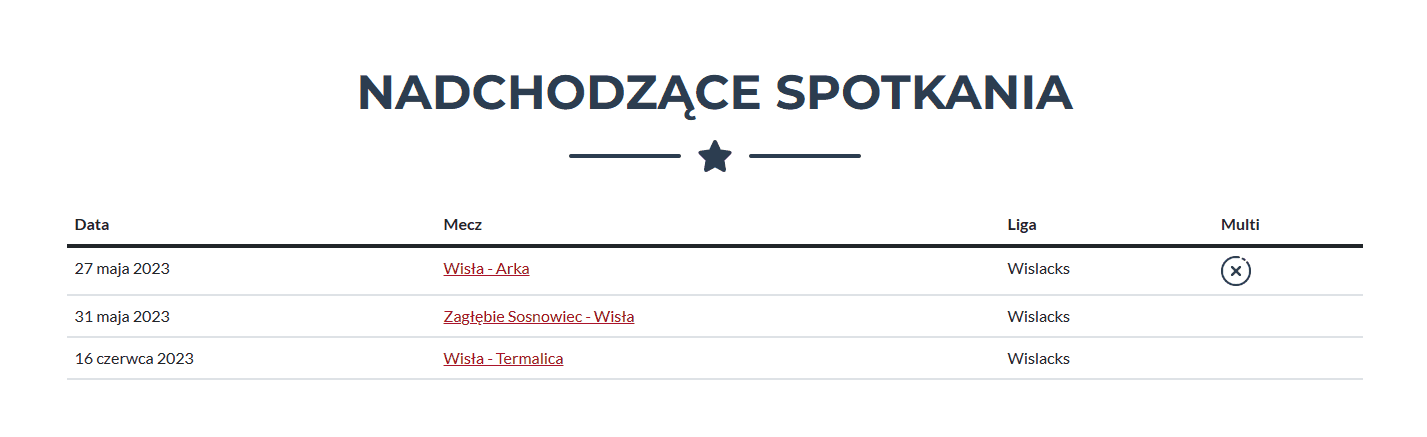 NADCHODZĄCE SPOTKANIA
Data Mecz Liga Multi
27 maja 2023 Wisła - Arka Wislacks
31 maja 2023 Zagłębie Sosnowiec - Wisła Wislacks
16 czerwca 2023 Wisła - Termalica Wislacks